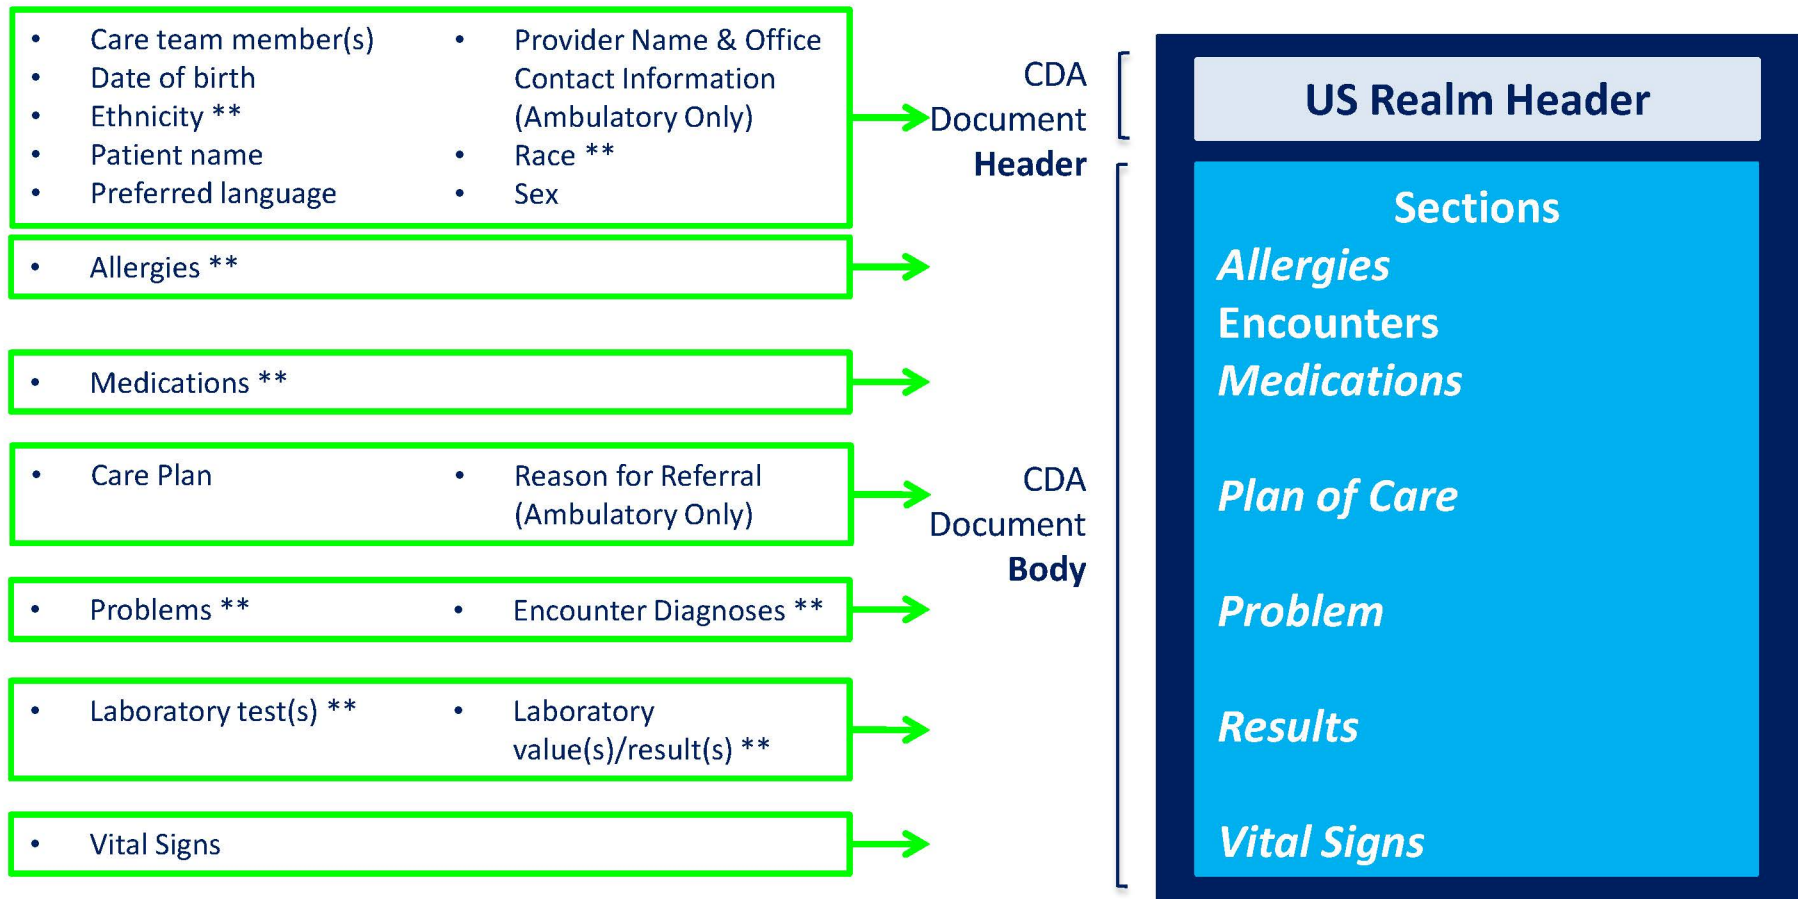 • Care team member(s)
• Date of birth
• Ethnicity **
• Patient name
• Preferred language
• Provider Name & Office
Contact Information
(Ambulatory Only)
• Race **
• Sex
• Allergies **
• Medications **
• Care Plan
• Reason for Referral
(Ambulatory Only)
• Problems **
• Encounter Diagnoses **
• Laboratory test(s) **
• Laboratory
value(s)/result(s) **
• Vital Signs
CDA
Document
Header
CDA
Document
Body
US Realm Header
Sections
Allergies
Encounters
Medications
Plan of Care
Problem
Results
Vital Signs